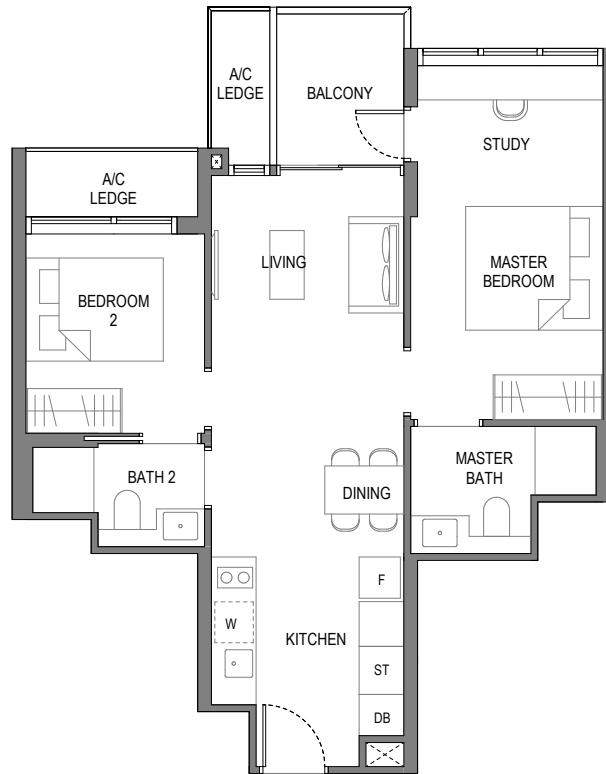 A/C
LEDGE
BALCONY
STUDY
A/C
LEDGE
LIVING
MASTER
BEDROOM
BEDROOM
2
BATH 2
DINING
MASTER
BATH
F
W
KITCHEN
ST
DB